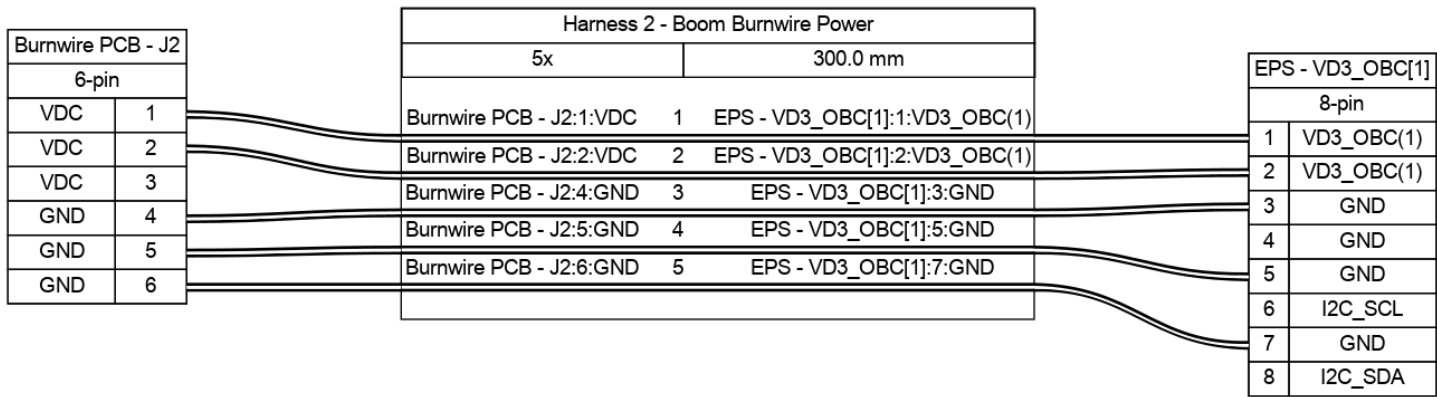 Burnwire PCB - J2
6-pin
VDC 1
VDC 2
VDC 3
GND 4
GND 5
GND 6
Harness 2 - Boom Burnwire Power
5x 300.0 mm
Burnwire PCB - J2:1:VDC 1 EPS - VD3_OBC[1]:1:VD3_OBC(1)
Burnwire PCB - J2:2:VDC 2 EPS - VD3_OBC[1]:2:VD3_OBC(1)
Burnwire PCB - J2:4:GND 3 EPS - VD3_OBC[1]:3:GND
Burnwire PCB - J2:5:GND 4 EPS - VD3_OBC[1]:5:GND
Burnwire PCB - J2:6:GND 5 EPS - VD3_OBC[1]:7:GND
EPS - VD3_OBC[1]
8-pin
1 VD3_OBC(1)
2 VD3_OBC(1)
3 GND
4 GND
5 GND
6 I2C_SCL
7 GND
8 I2C_SDA